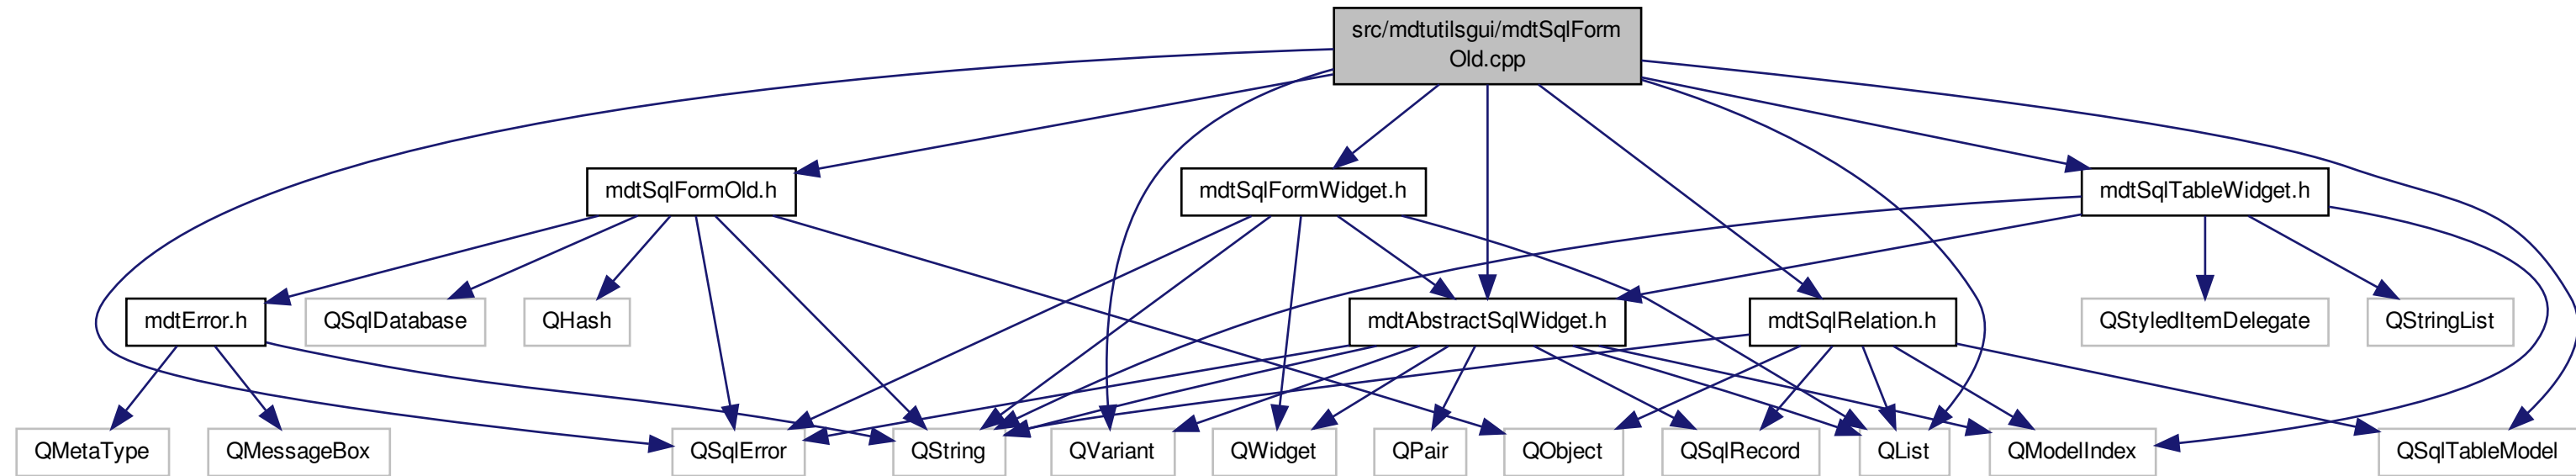 src/mdtutilsgui/mdtSqlForm
Old.cpp
mdtSqlFormOld.h
mdtSqlFormWidget.h
mdtSqlTableWidget.h
mdtError.h
QSqlDatabase
QHash
mdtAbstractSqlWidget.h
mdtSqlRelation.h
QStyledItemDelegate
QStringList
QMetaType
QMessageBox
QSqlError
QString
QVariant
QWidget
QPair
QObject
QSqlRecord
QList
QModelIndex
QSqlTableModel